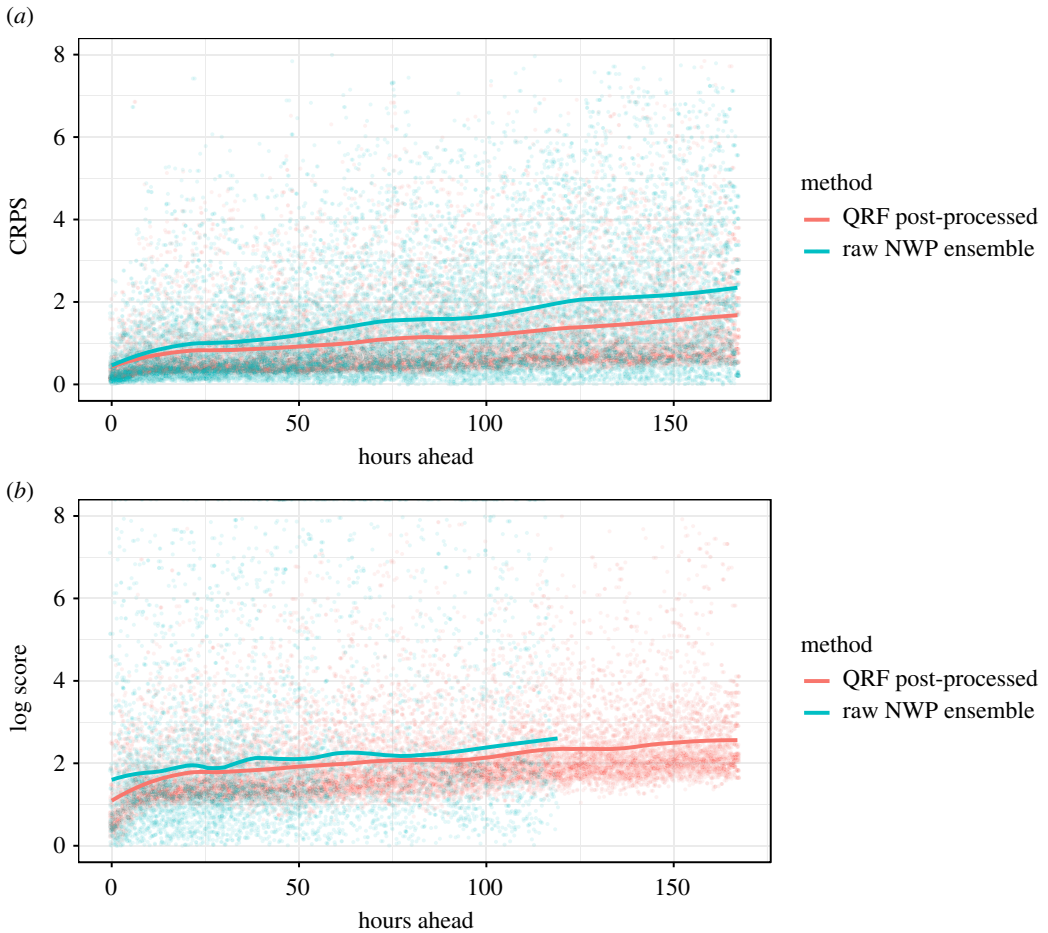 (a)
8
6
4
2
0
CRPS
0 50 100 150
hours ahead
method
QRF post-processed
raw NWP ensemble
(b)
8
6
4
2
0
log score
0 50 100 150
hours ahead
method
QRF post-processed
raw NWP ensemble